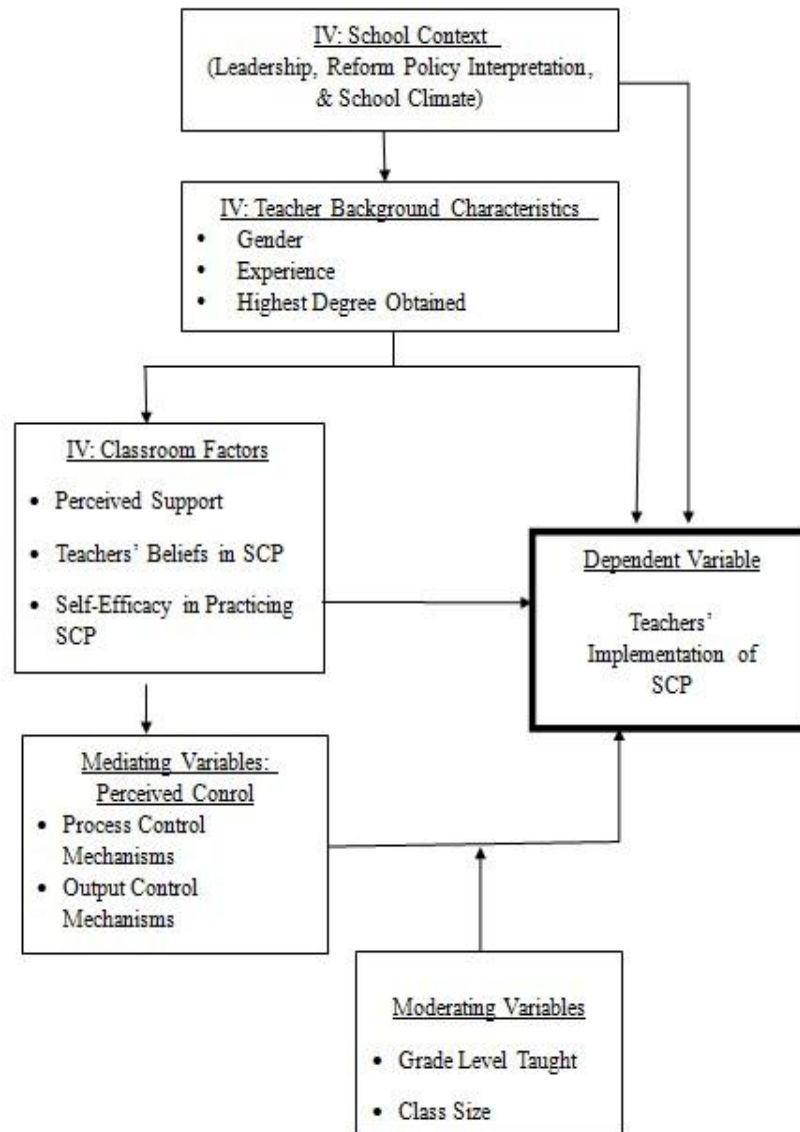 IV: School Context
(Leadership, Reform Policy Interpretation,
& School Climate)
IV: Teacher Background Characteristics
• Gender
• Experience
• Highest Degree Obtained
IV: Classroom Factors
• Perceived Support
• Teachers’ Beliefs in SCP
• Self-Efficacy in Practicing
SCP
Dependent Variable
Teachers’
Implementation of
SCP
Mediating Variables:
Perceived Conrol
• Process Control
Mechanisms
• Output Control
Mechanisms
Moderating Variables
• Grade Level Taught
• Class Size